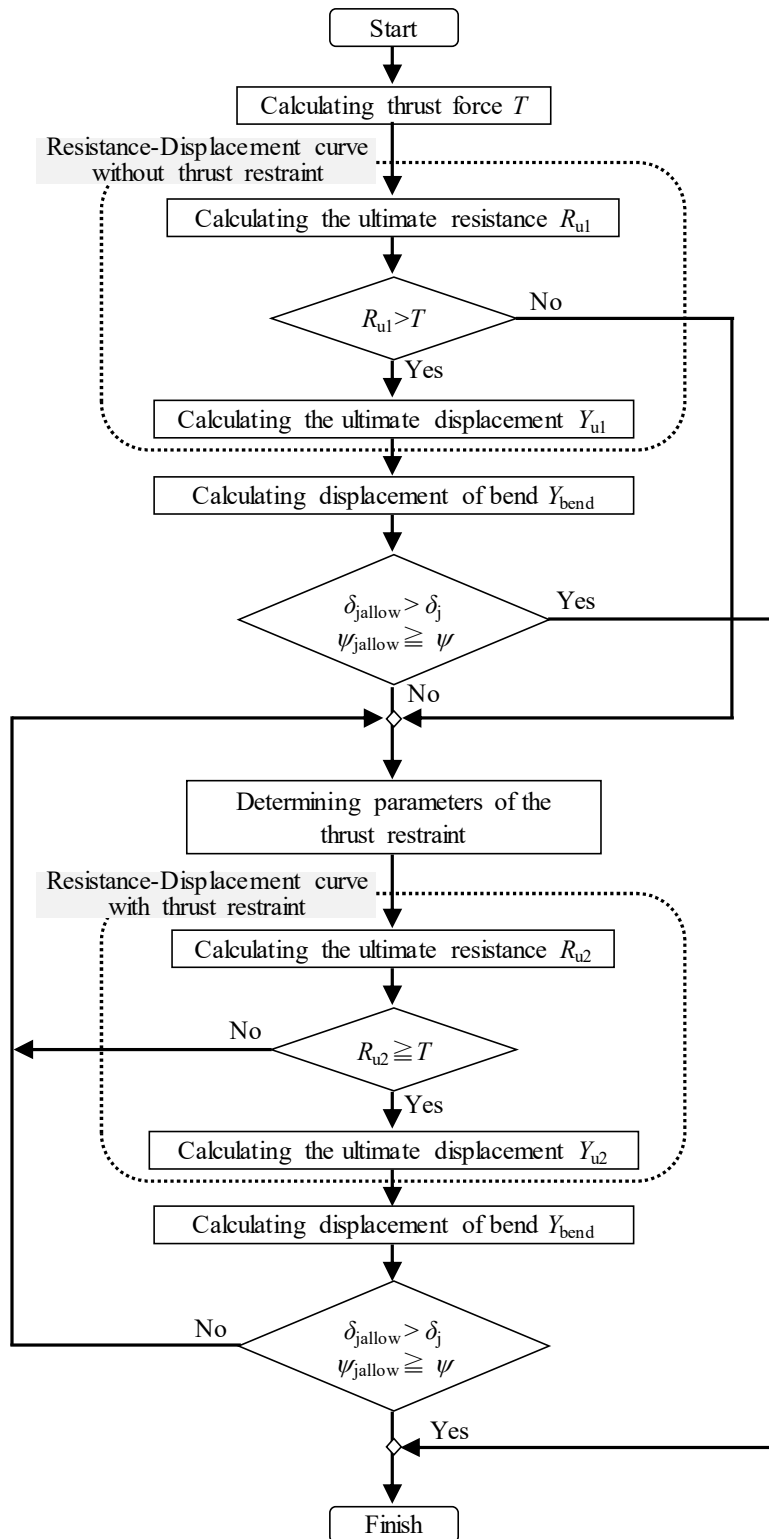 Start
Calculating thrust force T
Resistance-Displacement curve
without thrust restraint
Calculating the ultimate resistance Ru1
No
Ru1>T
Yes
Calculating the ultimate displacement Yu1
Calculating displacement of bend Ybend
δjallow> δj
Yes
ψjallow≧ ψ
No
Determining parameters of the
thrust restraint
Resistance-Displacement curve
with thrust restraint
Calculating the ultimate resistance Ru2
No
Ru2≧T
Yes
Calculating the ultimate displacement Yu2
Calculating displacement of bend Ybend
No
δjallow> δj
ψjallow≧ ψ
Yes
Finish